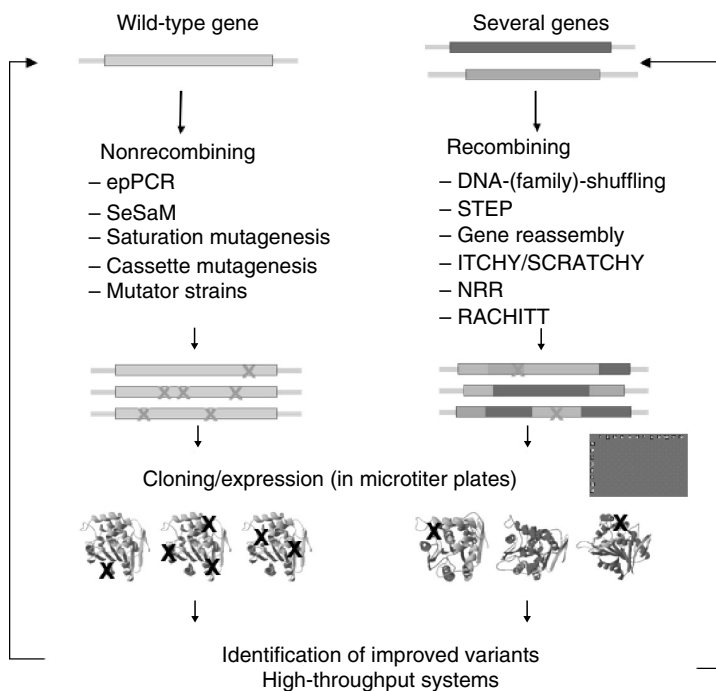 Wild-type gene
Several genes
Nonrecombining
– epPCR
– SeSaM
– Saturation mutagenesis
– Cassette mutagenesis
– Mutator strains
Recombining
– DNA-(family)-shuffling
– STEP
– Gene reassembly
– ITCHY/SCRATCHY
– NRR
– RACHITT
X
X X X
X X
X
X
Cloning/expression (in microtiter plates)
X
X X X
X X
X
X
Identification of improved variants
High-throughput systems